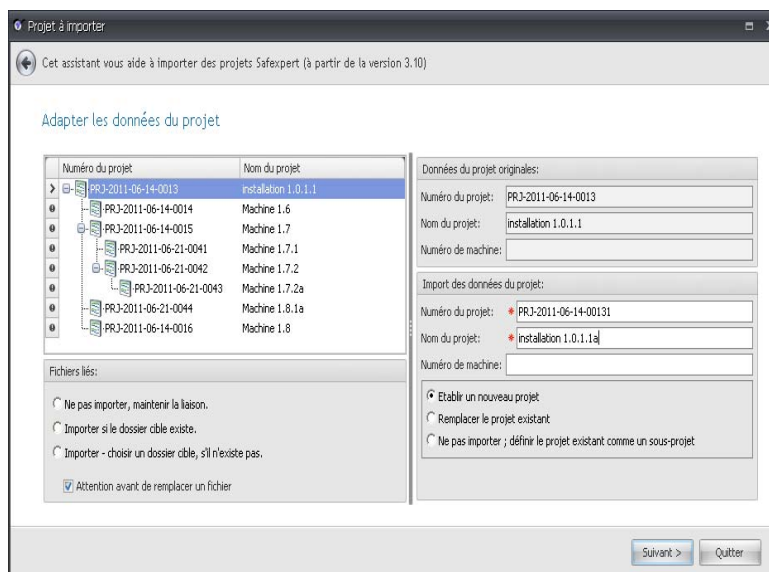 Projet à importer
Cet assistant vous aide à importer des projets Safexpert (à partir de la version 3.10)
Adapter les données du projet
Numéro du projet Nom du projet
PRJ-2011-06-14-0013 installation 1.0.1.1
PRJ-2011-06-14-0014 Machine 1.6
PRJ-2011-06-14-0015 Machine 1.7
PRJ-2011-06-21-0041 Machine 1.7.1
PRJ-2011-06-21-0042 Machine 1.7.2
PRJ-2011-06-21-0043 Machine 1.7.2a
PRJ-2011-06-21-0044 Machine 1.8.1a
PRJ-2011-06-14-0016 Machine 1.8
Fichiers liés:
Ne pas importer, maintenir la liaison.
Importer si le dossier cible existe.
Importer - choisir un dossier cible, s'il n'existe pas.
Attention avant de remplacer un fichier
Données du projet originales:
Numéro du projet: PRJ-2011-06-14-0013
Nom du projet: installation 1.0.1.1
Numéro de machine:
Import des données du projet:
Numéro du projet: * PRJ-2011-06-14-00131
Nom du projet: * installation 1.0.1.1a
Numéro de machine:
Etablir un nouveau projet
Remplacer le projet existant
Ne pas importer ; définir le projet existant comme un sous-projet
Suivant > Quitter